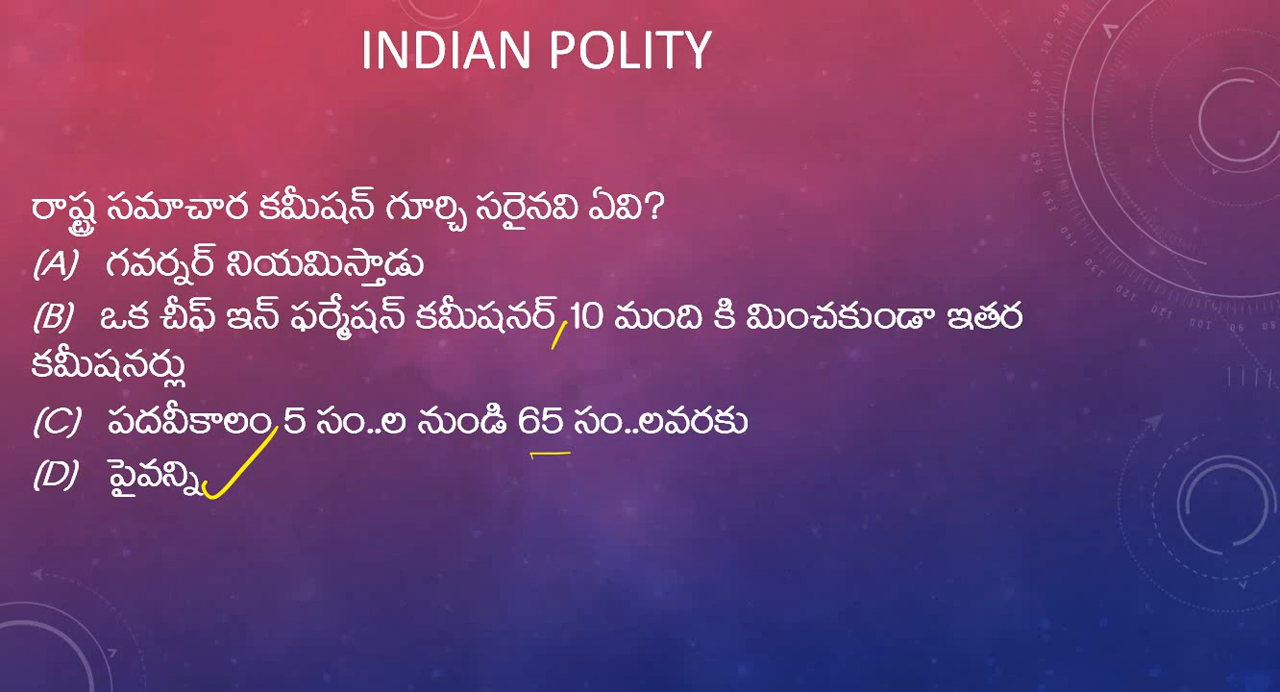 INDIAN POLITY
రాష్ట్ర సమాచార కమీషన్ గూర్చి సరైనవి ఏవి?
(A) గవర్నర్ నియమిస్తాడు
(B) ఒక చీఫ్ ఇన్ ఫర్మేషన్ కమీషనర్, 10 మంది కి మించకుండా ఇతర
కమీషనర్లు
(C) పదవీకాలం 5 సం..ల నుండి 65 సం..లవరకు
(D) పైవన్ని